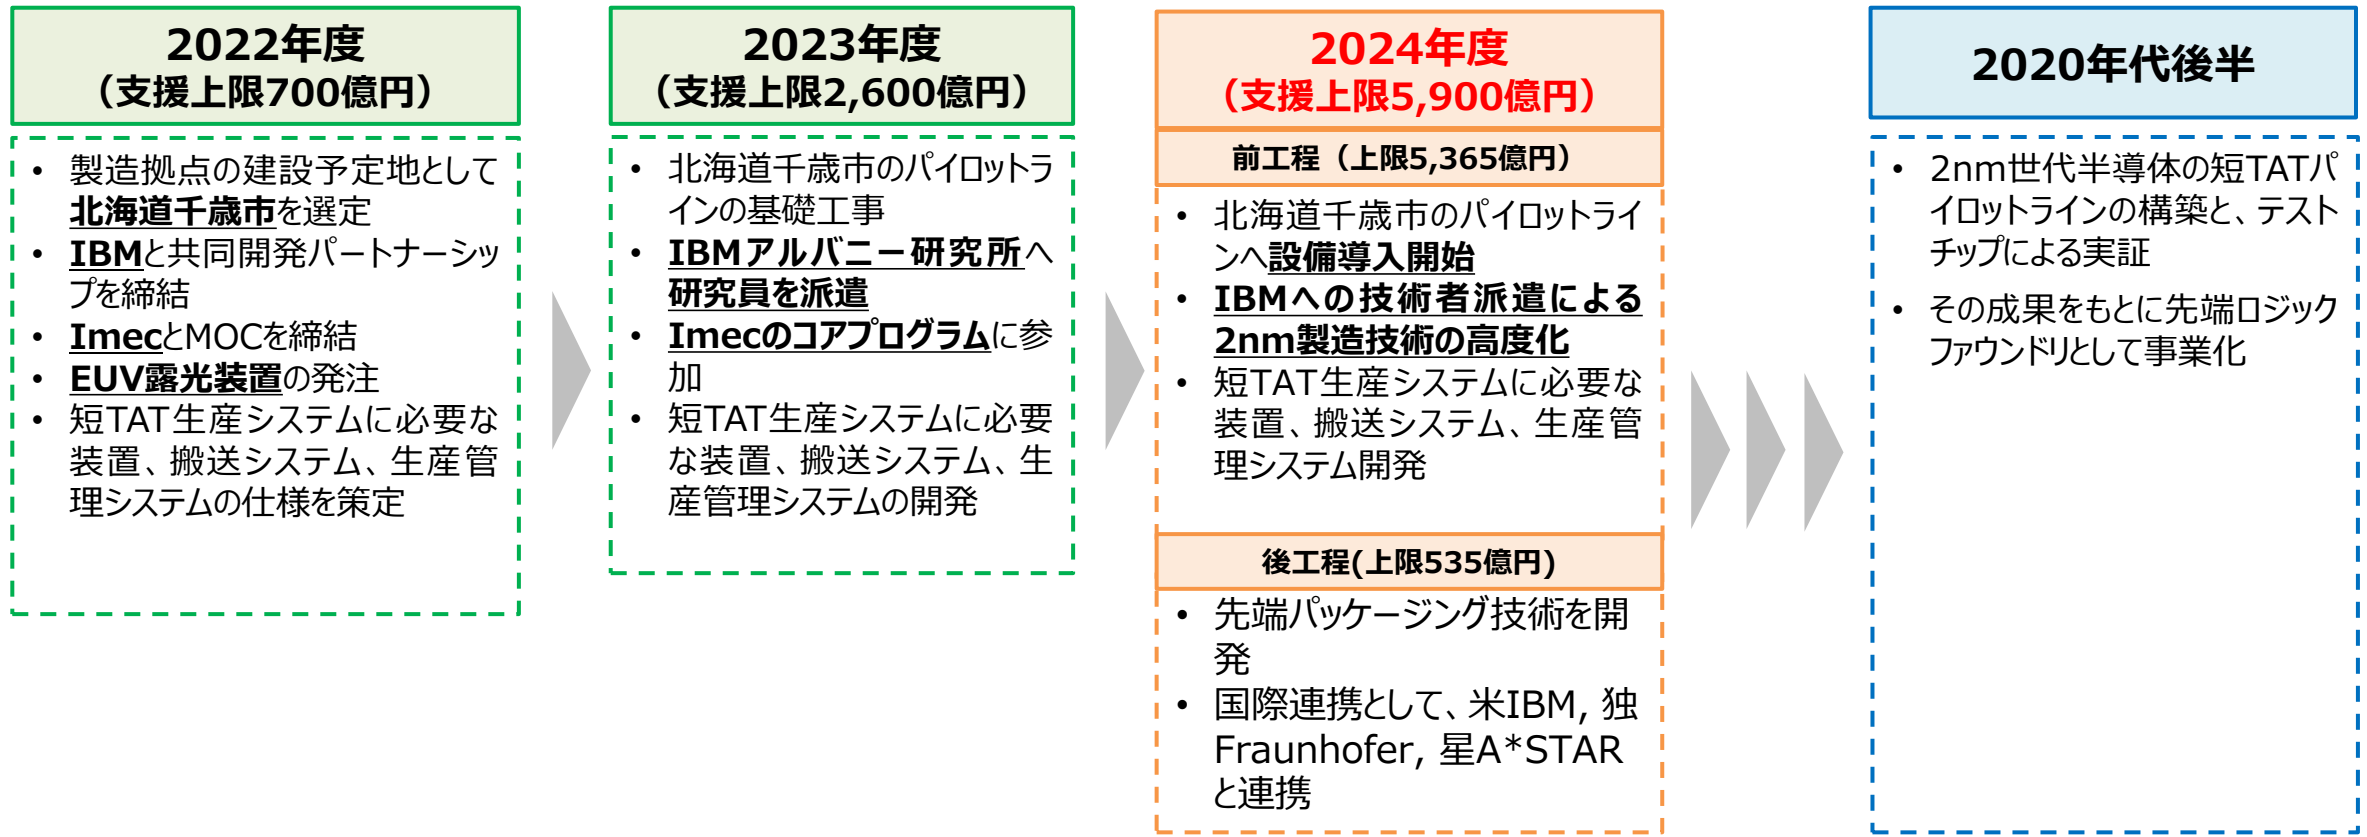 2022年度
（支援上限700億円）
• 製造拠点の建設予定地として
北海道千歳市を選定
• IBMと共同開発パートナーシッ
プを締結
• ImecとMOCを締結
• EUV露光装置の発注
• 短TAT生産システムに必要な
装置、搬送システム、生産管
理システムの仕様を策定
2023年度
（支援上限2,600億円）
• 北海道千歳市のパイロットラ
インの基礎工事
• IBMアルバニー研究所へ
研究員を派遣
• Imecのコアプログラムに参
加
• 短TAT生産システムに必要
な装置、搬送システム、生
産管理システムの開発
2024年度
（支援上限5,900億円）
前工程（上限5,365億円）
• 北海道千歳市のパイロットライ
ンへ設備導入開始
• IBMへの技術者派遣による
2nm製造技術の高度化
• 短TAT生産システムに必要な
装置、搬送システム、生産管
理システム開発
後工程(上限535億円)
• 先端パッケージング技術を開
発
• 国際連携として、米IBM, 独
Fraunhofer, 星A*STAR
と連携
2020年代後半
• 2nm世代半導体の短TATパ
イロットラインの構築と、テスト
チップによる実証
• その成果をもとに先端ロジック
ファウンドリとして事業化